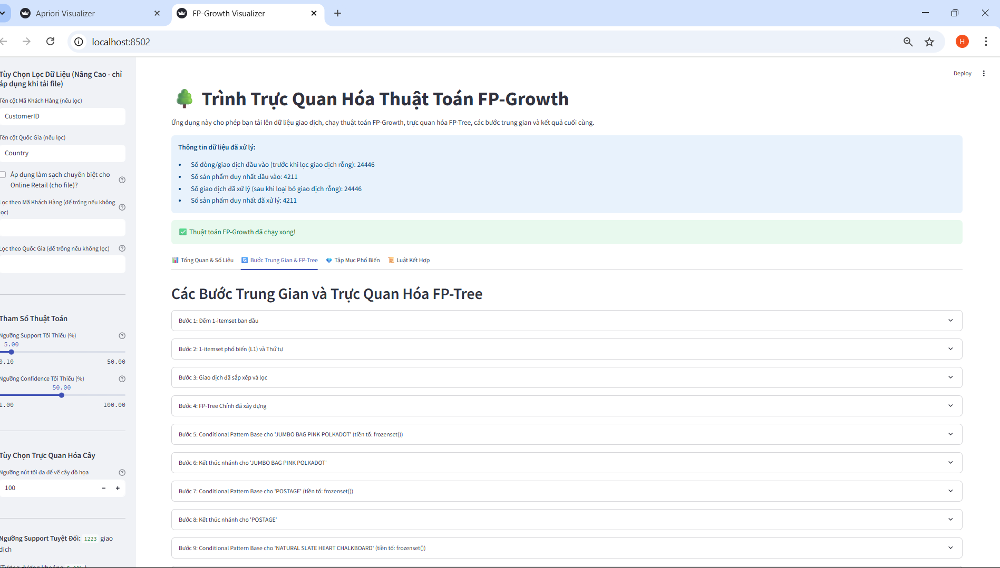 Apriori Visualizer
FP-Growth Visualizer
localhost:8502
H
Tùy Chọn Lọc Dữ Liệu (Nâng Cao - chỉ
áp dụng khi tải file)
Tên cột Mã Khách Hàng (nếu lọc)
CustomerID
Tên cột Quốc Gia (nếu lọc)
Country
Áp dụng làm sạch chuyên biệt cho
Online Retail (cho file)?
Lọc theo Mã Khách Hàng (để trống nếu không
lọc)
Lọc theo Quốc Gia (để trống nếu không lọc)
Tham Số Thuật Toán
Ngưỡng Support Tối Thiểu (%)
5.00
0.10 50.00
Ngưỡng Confidence Tối Thiểu (%)
50.00
1.00 100.00
Tùy Chọn Trực Quan Hóa Cây
Ngưỡng nút tối đa để vẽ cây đồ họa
100
Ngưỡng Support Tuyệt Đối: 1223 giao
dịch
(Tương đương khoảng 5.00%)
Deploy
Trình Trực Quan Hóa Thuật Toán FP-Growth
Ứng dụng này cho phép bạn tải lên dữ liệu giao dịch, chạy thuật toán FP-Growth, trực quan hóa FP-Tree, các bước trung gian và kết quả cuối cùng.
Thông tin dữ liệu đã xử lý:
• Số dòng/giao dịch đầu vào (trước khi lọc giao dịch rỗng): 24446
• Số sản phẩm duy nhất đầu vào: 4211
• Số giao dịch đã xử lý (sau khi loại bỏ giao dịch rỗng): 24446
• Số sản phẩm duy nhất đã xử lý: 4211
Thuật toán FP-Growth đã chạy xong!
Tổng Quan & Số Liệu Bước Trung Gian & FP-Tree Tập Mục Phổ Biến Luật Kết Hợp
Các Bước Trung Gian và Trực Quan Hóa FP-Tree
Bước 1: Đếm 1-itemset ban đầu
Bước 2: 1-itemset phổ biến (L1) và Thứ tự
Bước 3: Giao dịch đã sắp xếp và lọc
Bước 4: FP-Tree Chính đã xây dựng
Bước 5: Conditional Pattern Base cho 'JUMBO BAG PINK POLKADOT' (tiền tố: frozenset())
Bước 6: Kết thúc nhánh cho 'JUMBO BAG PINK POLKADOT'
Bước 7: Conditional Pattern Base cho 'POSTAGE' (tiền tố: frozenset())
Bước 8: Kết thúc nhánh cho 'POSTAGE'
Bước 9: Conditional Pattern Base cho 'NATURAL SLATE HEART CHALKBOARD' (tiền tố: frozenset())